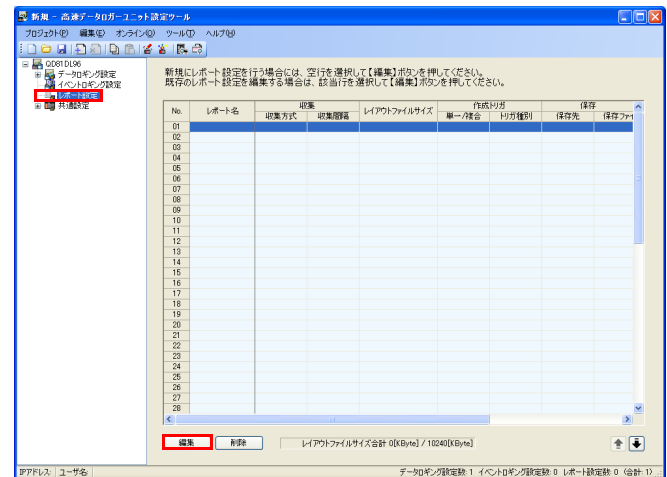 新規 - 高速データロガーユニット設定ツール
プロジェクト(P) 編集(E) オンライン(O) ツール(T) ヘルプ(H)
QD81DL96
データロギング設定
イベントロギング設定
レポート設定
共通設定
新規にレポート設定を行う場合には、空行を選択して【編集】ボタンを押してください。
既存のレポート設定を編集する場合は、該当行を選択して【編集】ボタンを押してください。
No. レポート名 収集 レイアウトファイルサイズ 作成トリガ 保存
収集方式 収集間隔 単一/複合 トリガ種別 保存先 保存ファイ
01
02
03
04
05
06
07
08
09
10
11
12
13
14
15
16
17
18
19
20
21
22
23
24
25
26
27
28
編集 削除 レイアウトファイルサイズ合計 0[KByte] / 10240[KByte]
IPアドレス: ユーザ名: データロギング設定数: 1 イベントロギング設定数: 0 レポート設定数: 0 (合計: 1)